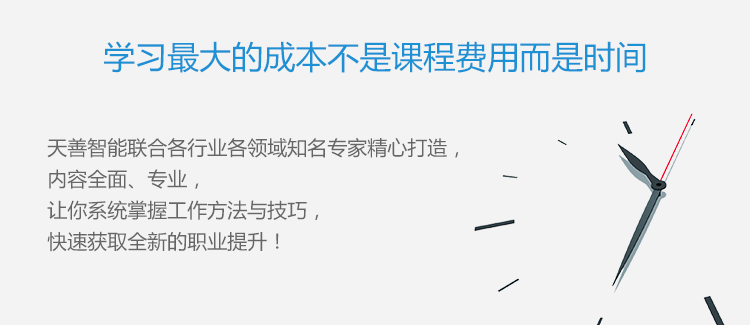 学习最大的成本不是课程费用而是时间
天善智能联合各行业各领域知名专家精心打造，
内容全面、专业，
让你系统掌握工作方法与技巧，
快速获取全新的职业提升！